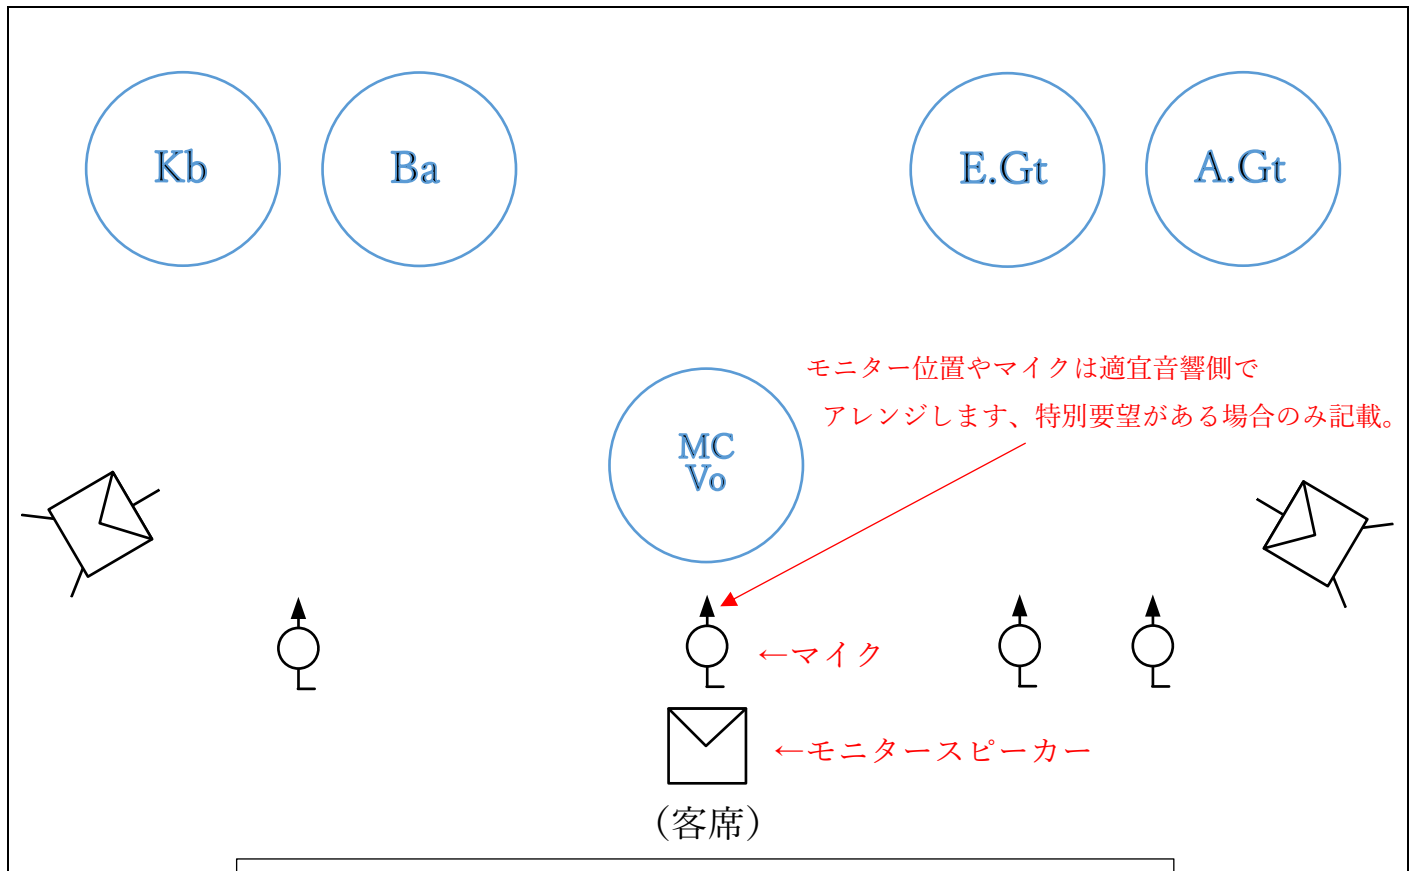 Kb
Ba
E.Gt
A.Gt
モニター位置やマイクは適宜音響側で
アレンジします、特別要望がある場合のみ記載。
MC
Vo
←マイク
←モニタースピーカー
（客席）